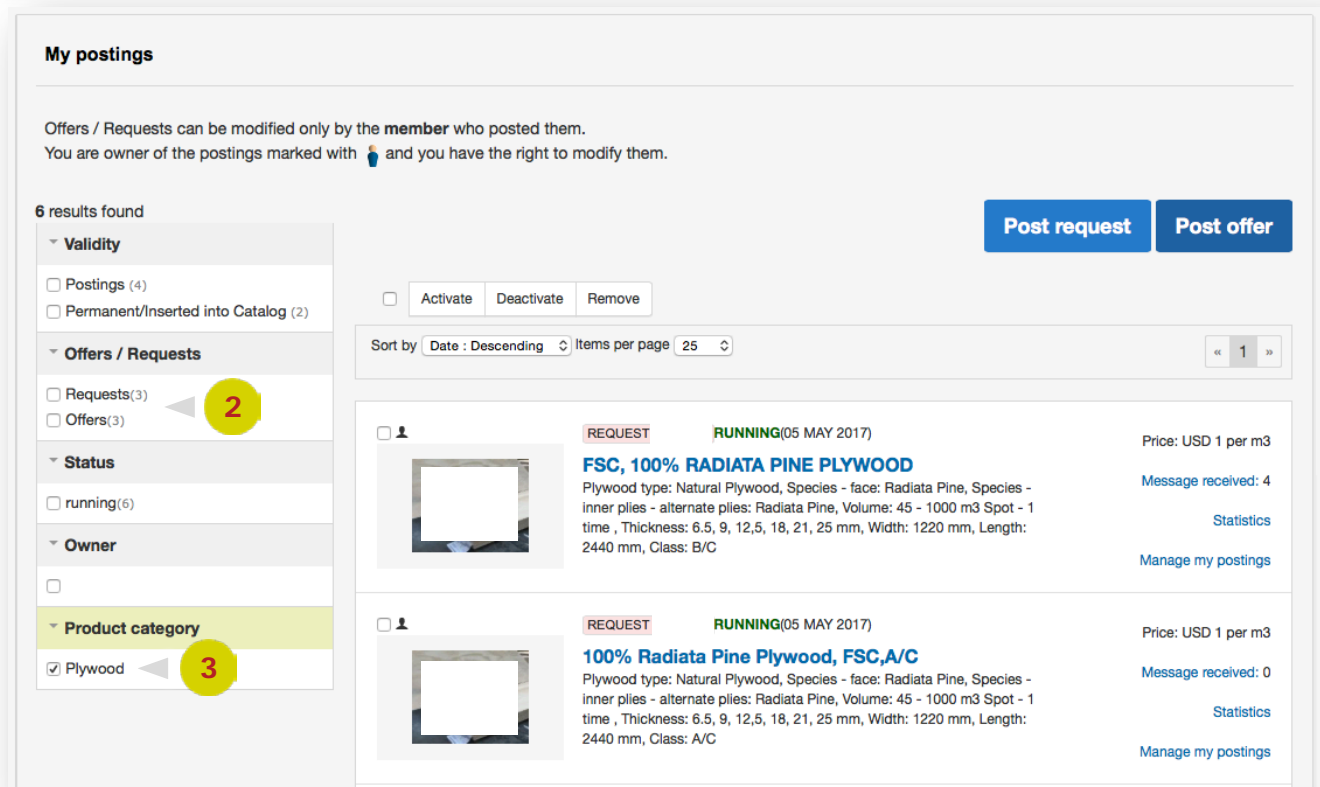 My postings
Offers / Requests can be modified only by the member who posted them.
You are owner of the postings marked with and you have the right to modify them.
6 results found
Post request
Post offer
Validity
Postings (4)
Permanent/Inserted into Catalog (2)
Offers / Requests
Requests(3)
Offers(3)
2
Status
running(6)
Owner
Product category
Plywood
3
Activate
Deactivate
Remove
Sort by Date : Descending Items per page 25
« 1 »
REQUEST RUNNING(05 MAY 2017)
FSC, 100% RADIATA PINE PLYWOOD
Plywood type: Natural Plywood, Species - face: Radiata Pine, Species -
inner plies - alternate plies: Radiata Pine, Volume: 45 - 1000 m3 Spot - 1
time , Thickness: 6.5, 9, 12,5, 18, 21, 25 mm, Width: 1220 mm, Length:
2440 mm, Class: B/C
Price: USD 1 per m3
Message received: 4
Statistics
Manage my postings
REQUEST RUNNING(05 MAY 2017)
100% Radiata Pine Plywood, FSC,A/C
Plywood type: Natural Plywood, Species - face: Radiata Pine, Species -
inner plies - alternate plies: Radiata Pine, Volume: 45 - 1000 m3 Spot - 1
time , Thickness: 6.5, 9, 12,5, 18, 21, 25 mm, Width: 1220 mm, Length:
2440 mm, Class: A/C
Price: USD 1 per m3
Message received: 0
Statistics
Manage my postings